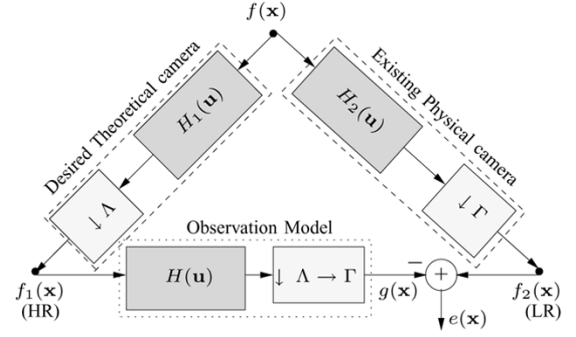 f(x)
Desired Theoretical camera
Existing Physical camera
H₁(u)
H₂(u)
↓ Λ
↓ Γ
Observation Model
H(u)
↓ Λ → Γ
f₁(x)
(HR)
g(x)
−
+
f₂(x)
(LR)
e(x)